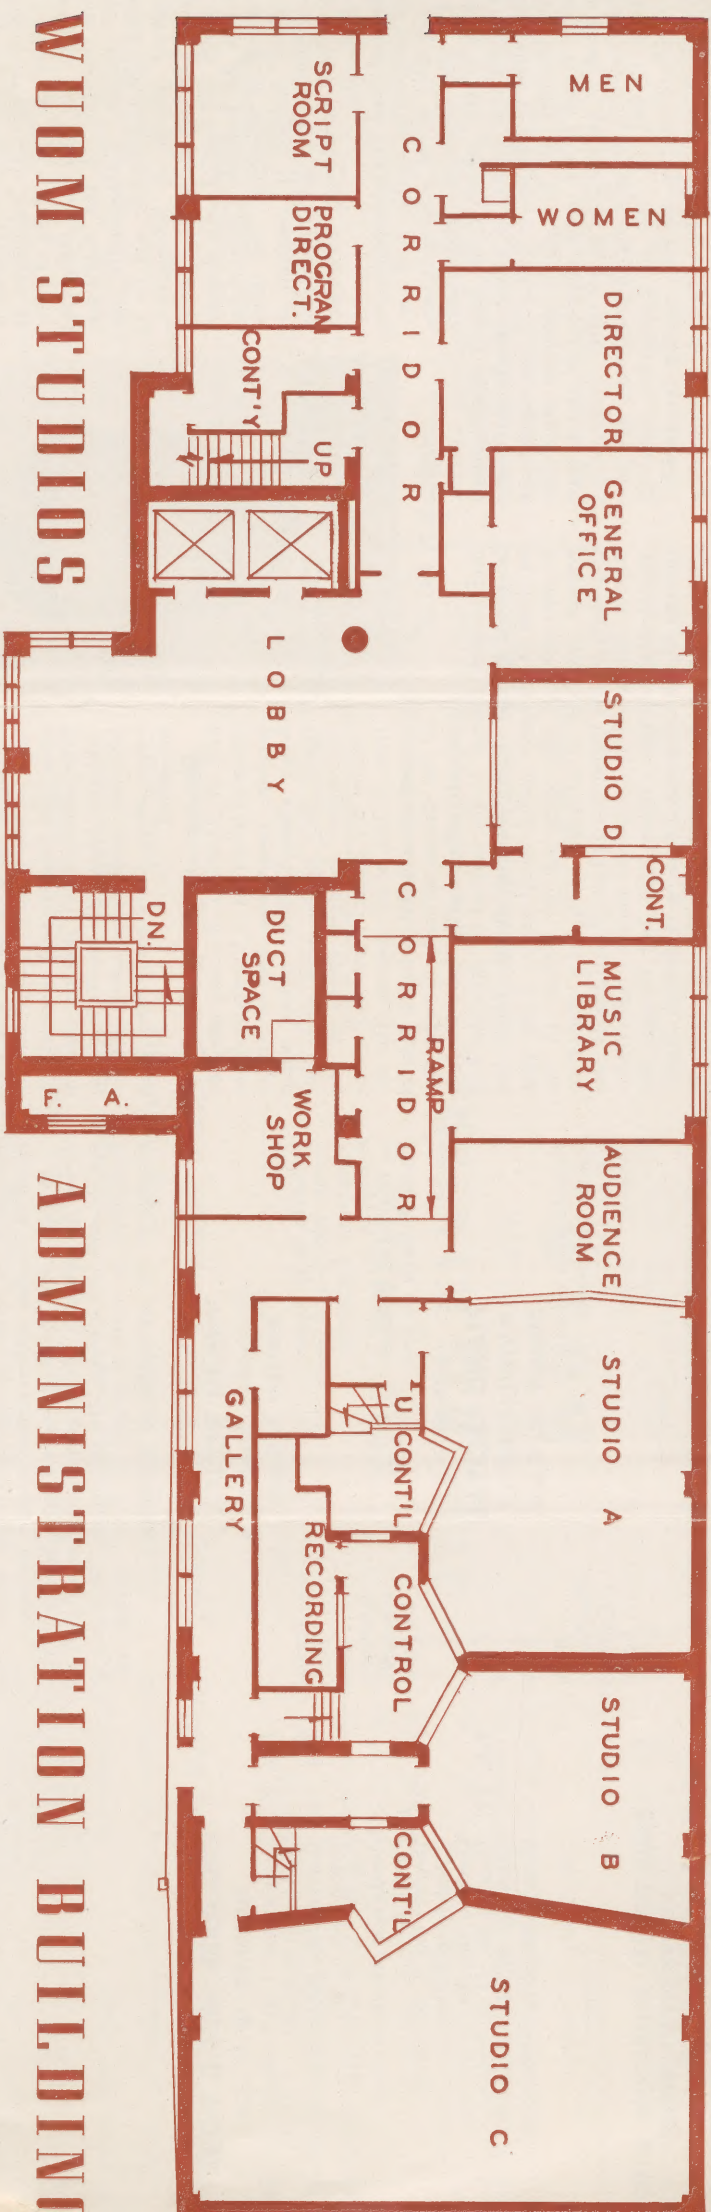 MEN
WOMEN
DIRECTOR
GENERAL
OFFICE
STUDIO D
CONT.
MUSIC
LIBRARY
AUDIENCE
ROOM
STUDIO A
STUDIO B
STUDIO C
CORRIDOR
SCRIPT
ROOM
PROGRAM
DIRECT.
CONT'Y
UP
LOBBY
CORRIDOR
RAMP
DN.
DUCT
SPACE
F. A.
WORK
SHOP
U
CONT'L
CONTROL
RECORDING
GALLERY
CONT'L
WUOM STUDIOS
ADMINISTRATION BUILDING